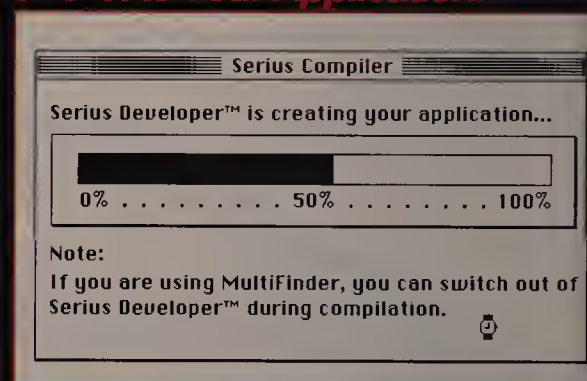 Application
Serius Compiler
Serius Developer™ is creating your application...
0% . . . . . . . . . 50% . . . . . . . . 100%
Note:
If you are using MultiFinder, you can switch out of
Serius Developer™ during compilation.